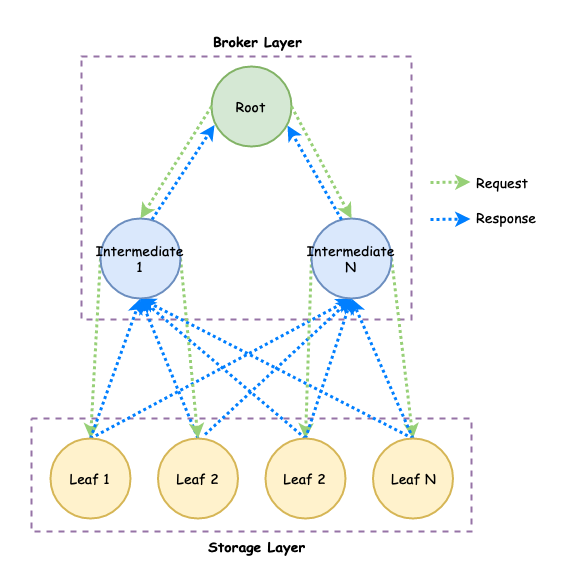 Broker Layer
Root
Request
Response
Intermediate
1
Intermediate
N
Leaf 1
Leaf 2
Leaf 2
Leaf N
Storage Layer